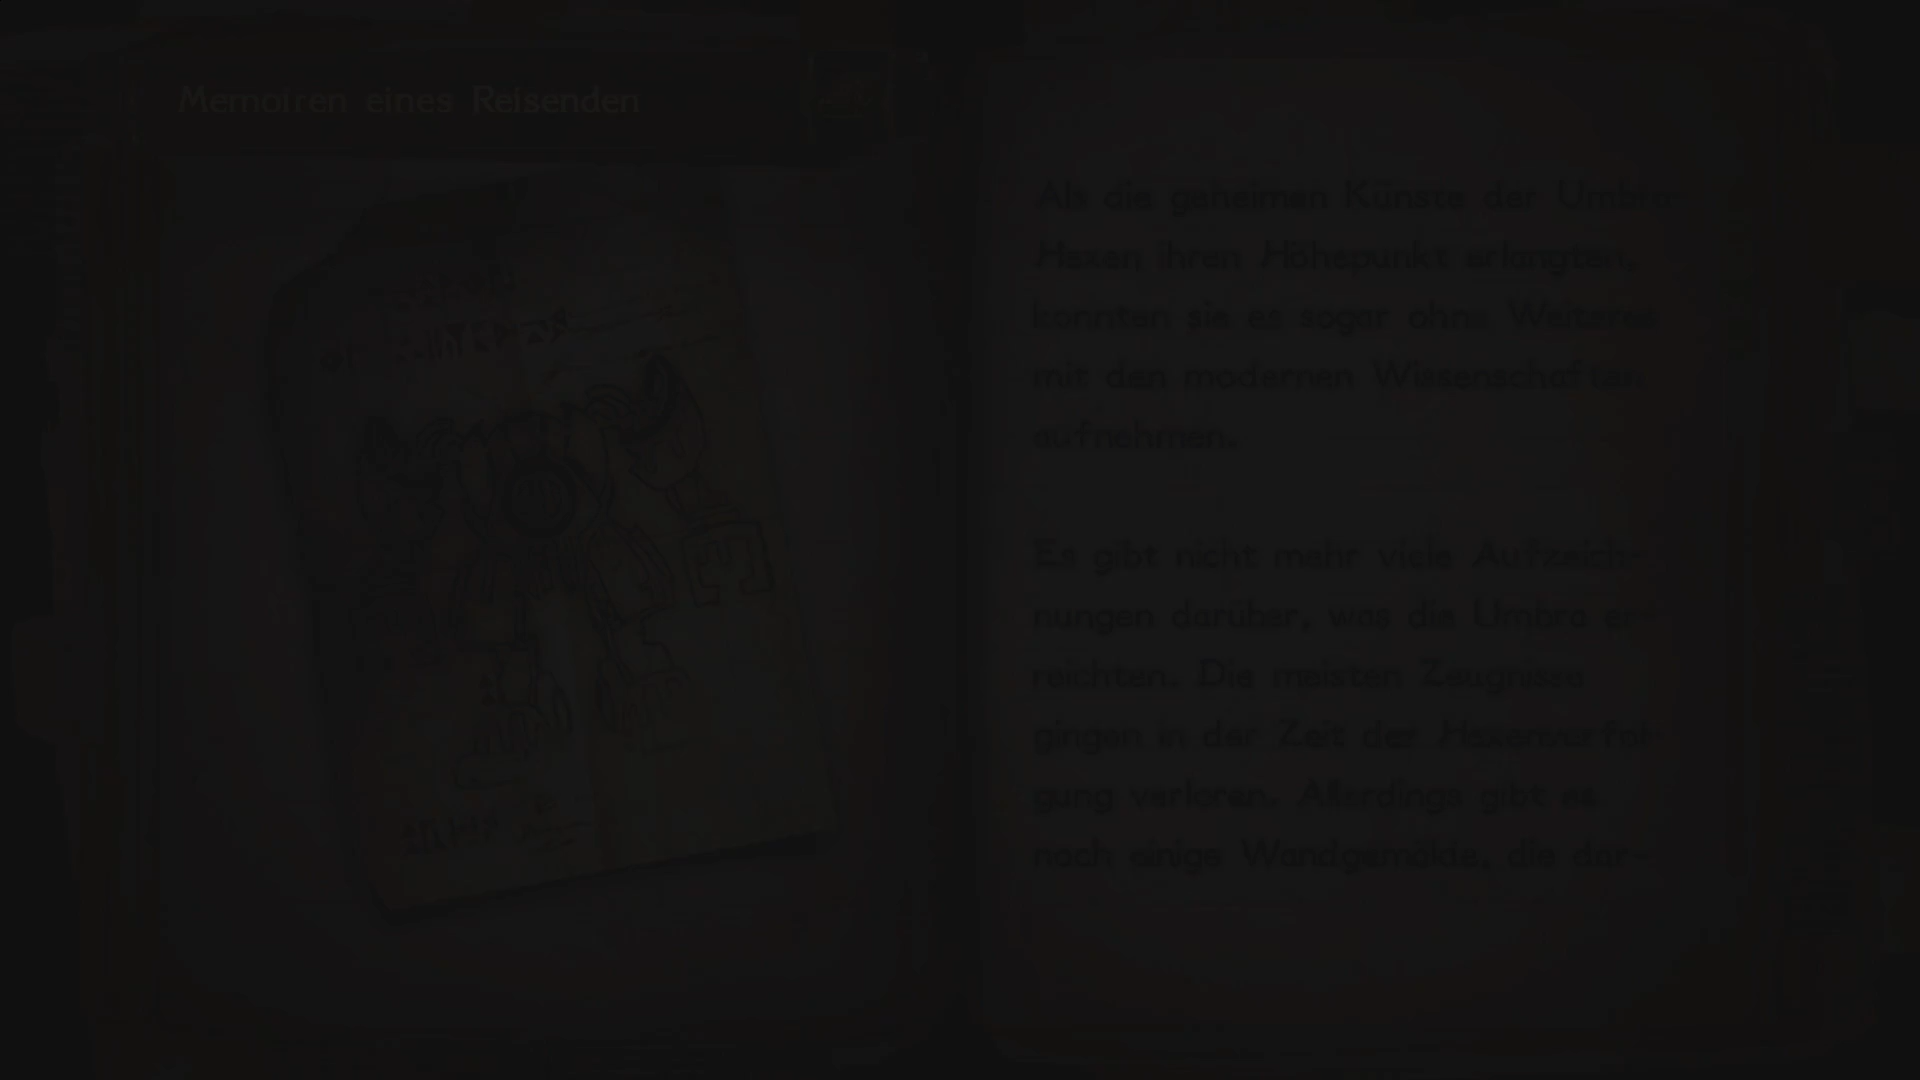 Memoiren eines Reisenden
Als die geheimen Künste der Umbra-
Hexen ihren Höhepunkt erlangten,
konnten sie es sogar ohne Weiteres
mit den modernen Wissenschaften
aufnehmen.
Es gibt nicht mehr viele Aufzeich-
nungen darüber, was die Umbra er-
reichten. Die meisten Zeugnisse
gingen in der Zeit der Hexenverfol-
gung verloren. Allerdings gibt es
noch einige Wandgemälde, die dar-